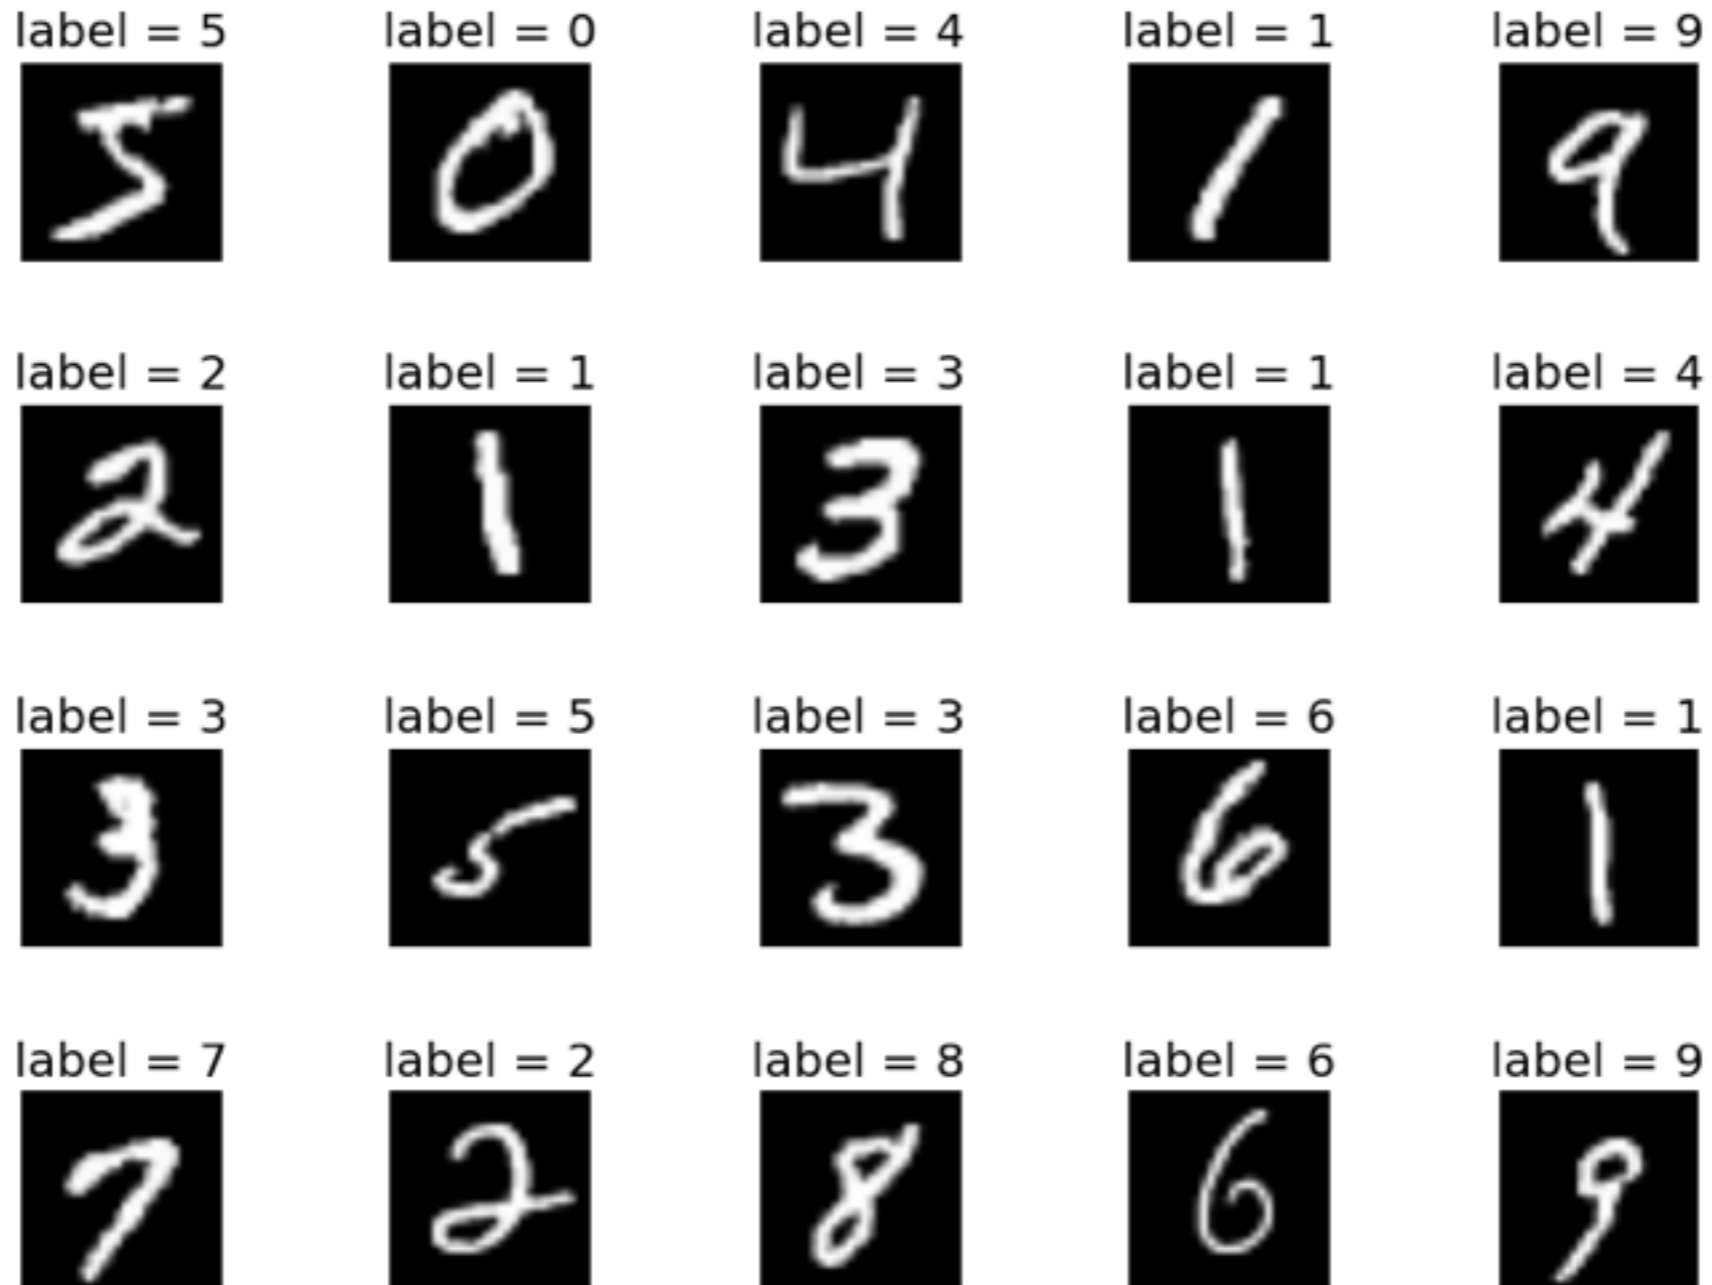 label = 5 label = 0 label = 4 label = 1 label = 9
5 0 4 1 9
label = 2 label = 1 label = 3 label = 1 label = 4
2 1 3 1 4
label = 3 label = 5 label = 3 label = 6 label = 1
3 5 3 6 1
label = 7 label = 2 label = 8 label = 6 label = 9
7 2 8 6 9